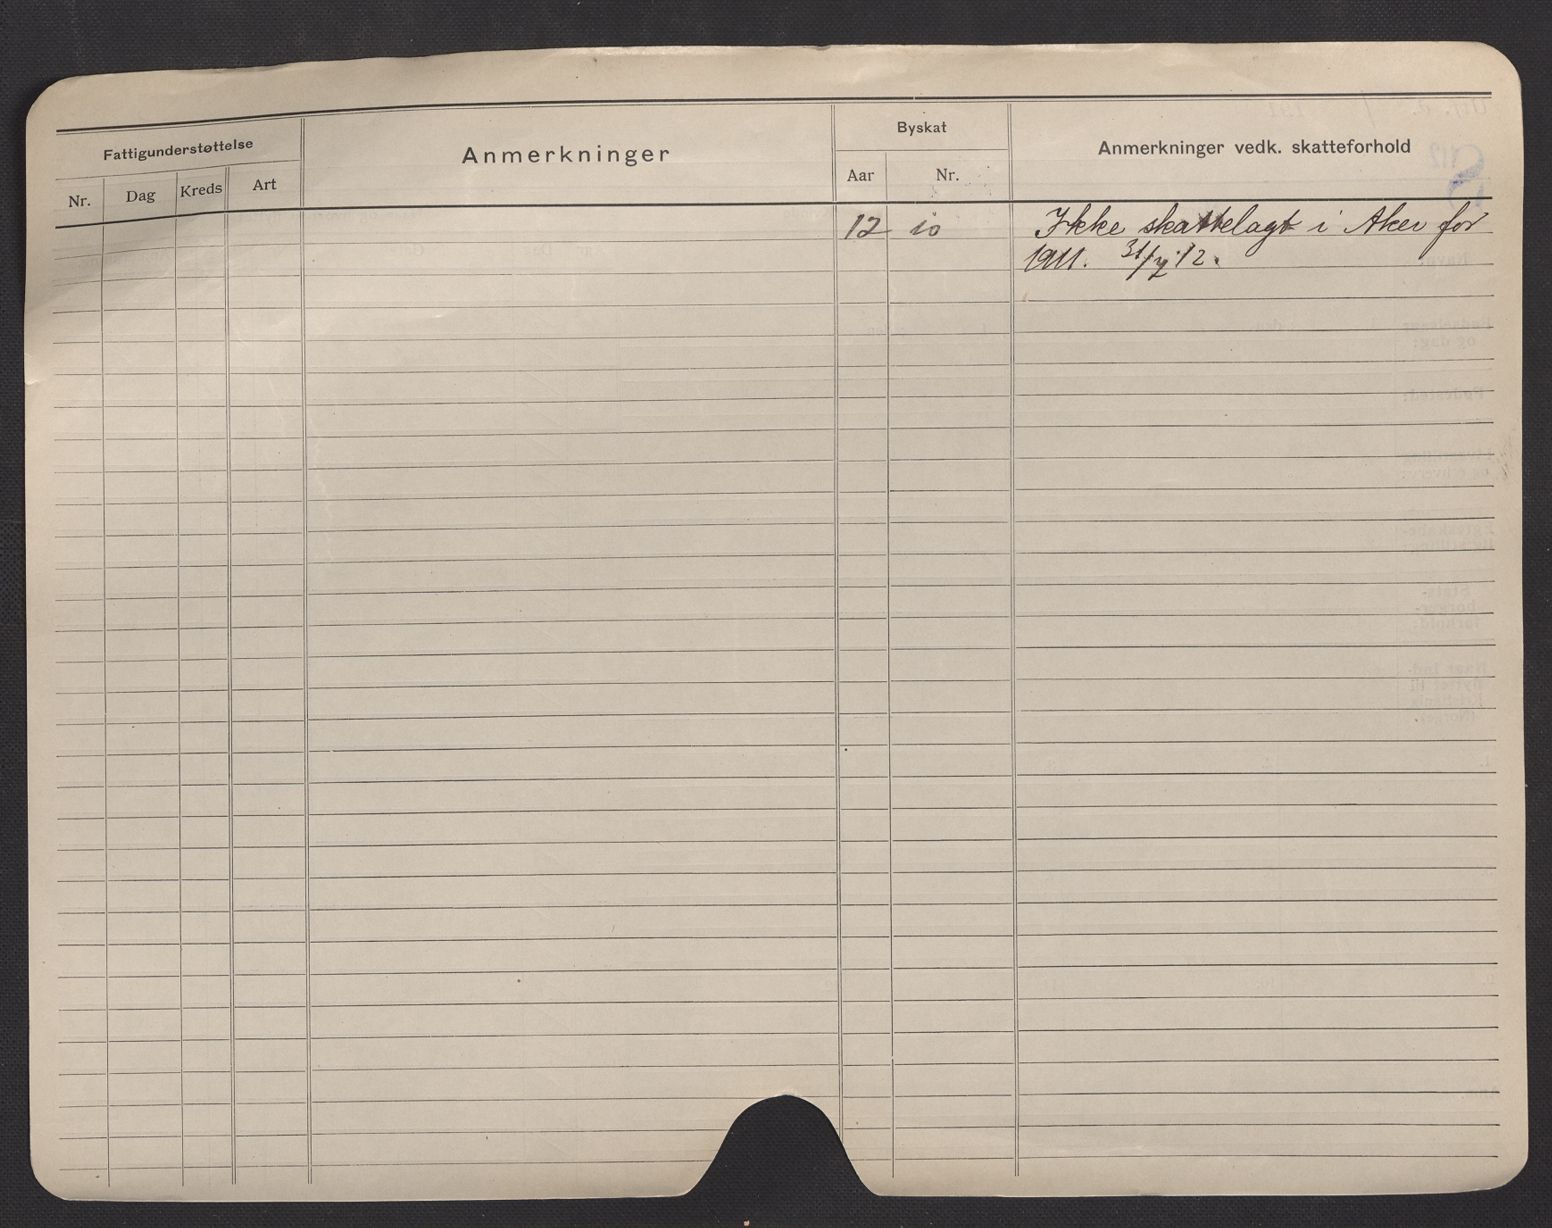 Fattigunderstøttelse
Anmerkninger
Byskat
Anmerkninger vedk. skatteforhold
Nr. Dag Kreds Art
Aar Nr.
12 io Ikke skattelagt i Aker for
1911. 31/7.12.